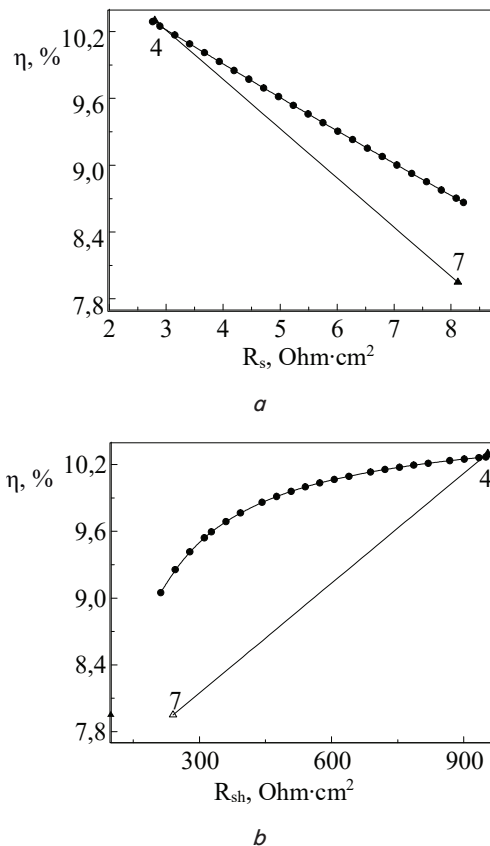 10,2
η, %
4
9,6
9,0
8,4
7
7,8
2 3 4 5 6 7 8
Rs, Ohm·cm²
a
10,2
η, %
4
9,6
9,0
8,4
7
7,8
300 600 900
Rsh, Ohm·cm²
b